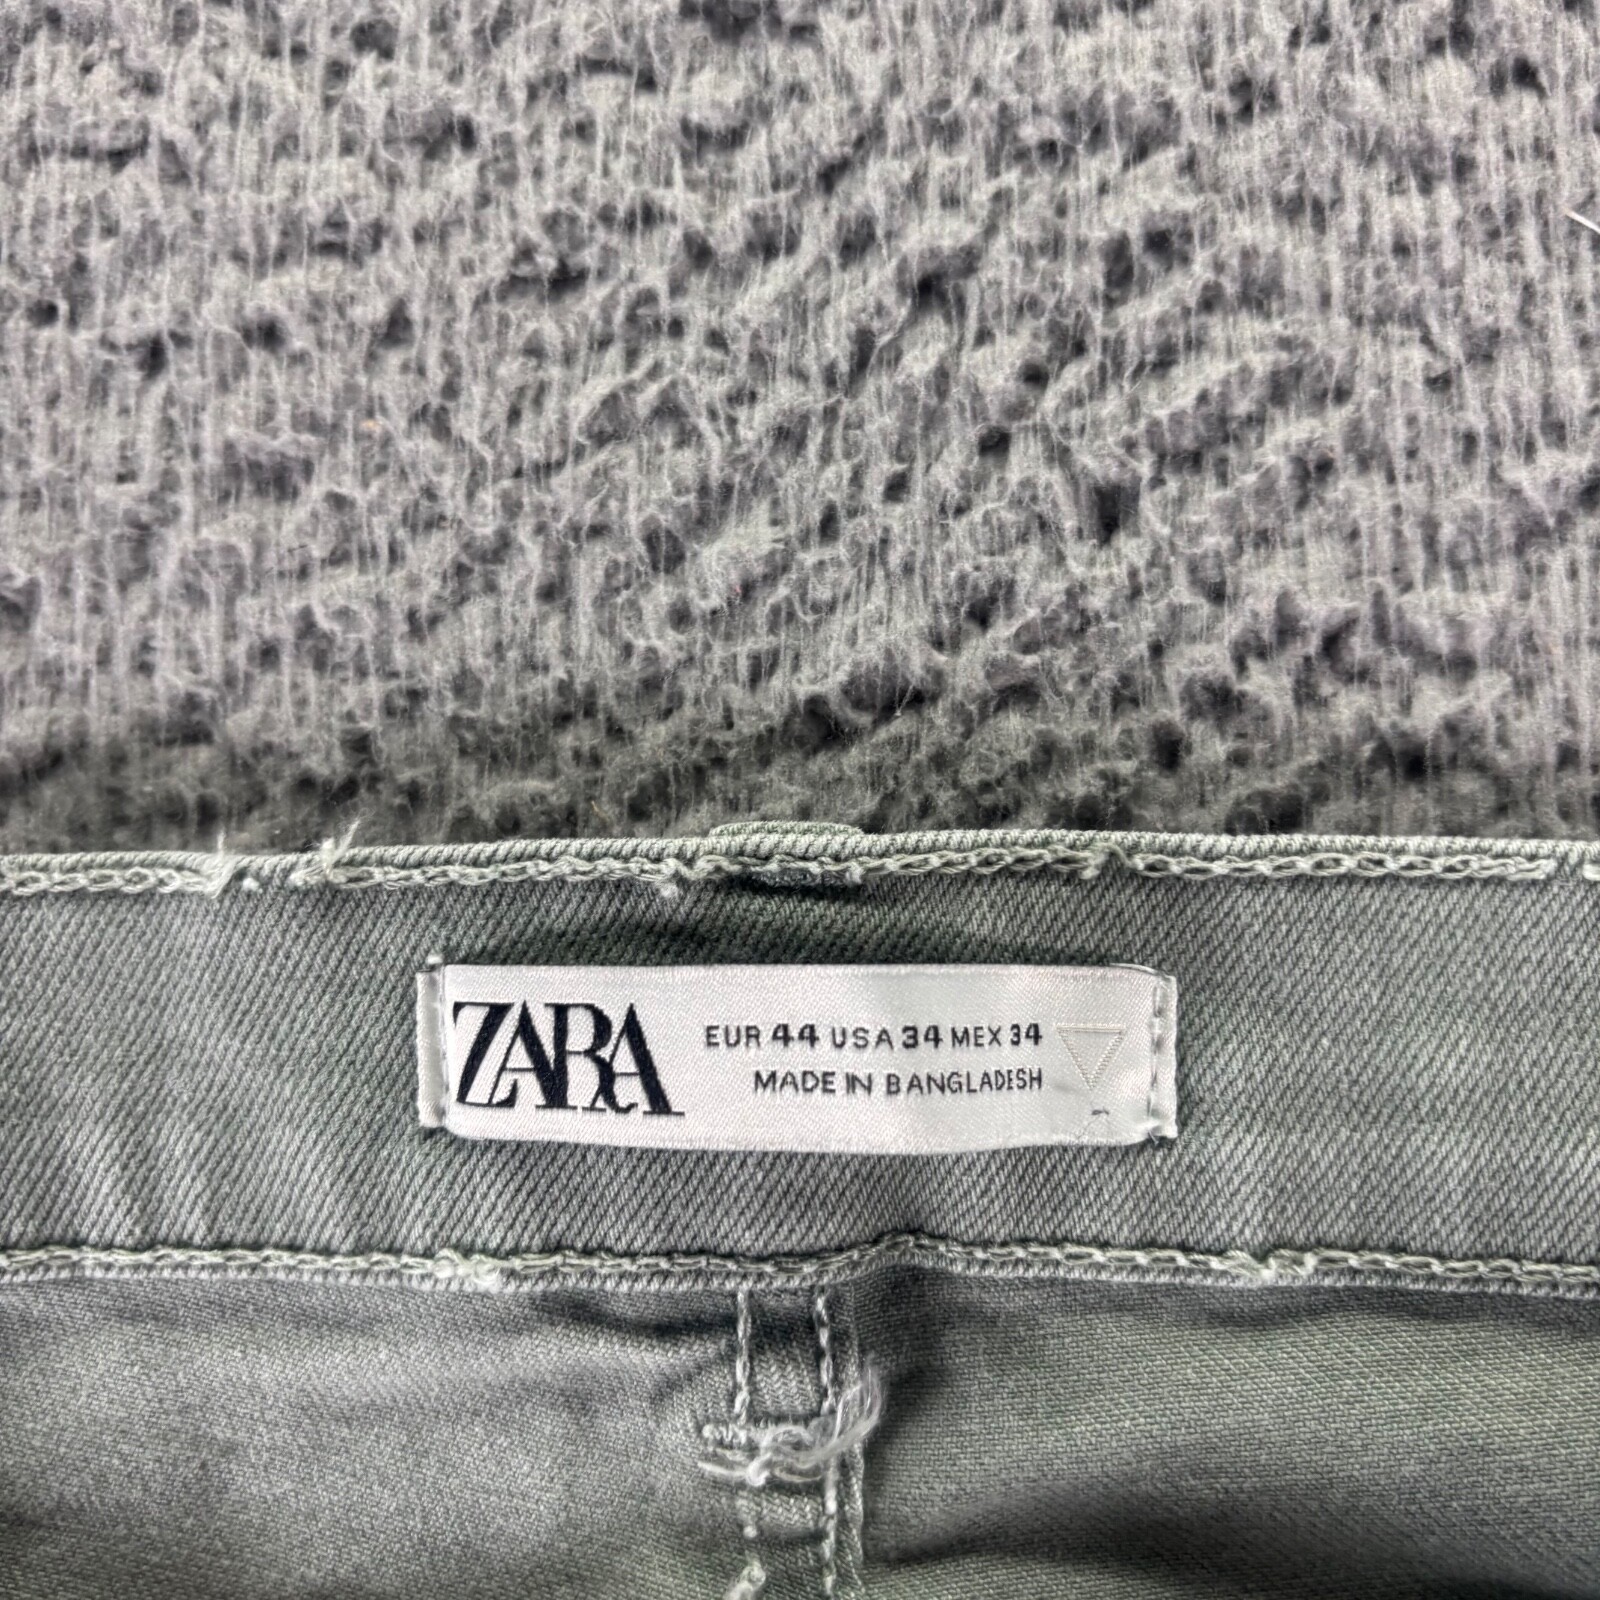 ZARA
EUR 44 USA 34 MEX 34
MADE IN BANGLADESH